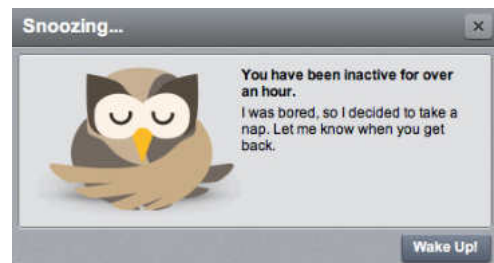 Snoozing...
You have been inactive for over
an hour.
I was bored, so I decided to take a
nap. Let me know when you get
back.
Wake Up!